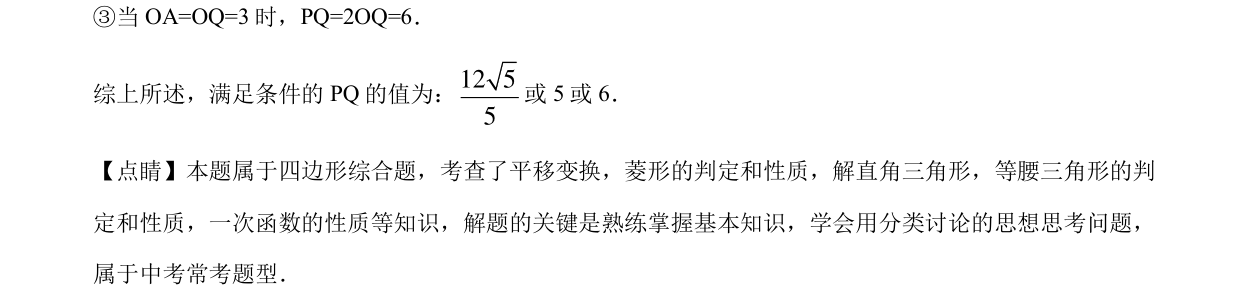 ③当 OA=OQ=3 时，PQ=2OQ=6．
综上所述，满足条件的 PQ 的值为：$\frac{12\sqrt{5}}{5}$ 或 5 或 6．
【点睛】本题属于四边形综合题，考查了平移变换，菱形的判定和性质，解直角三角形，等腰三角形的判
定和性质，一次函数的性质等知识，解题的关键是熟练掌握基本知识，学会用分类讨论的思想思考问题，
属于中考常考题型．